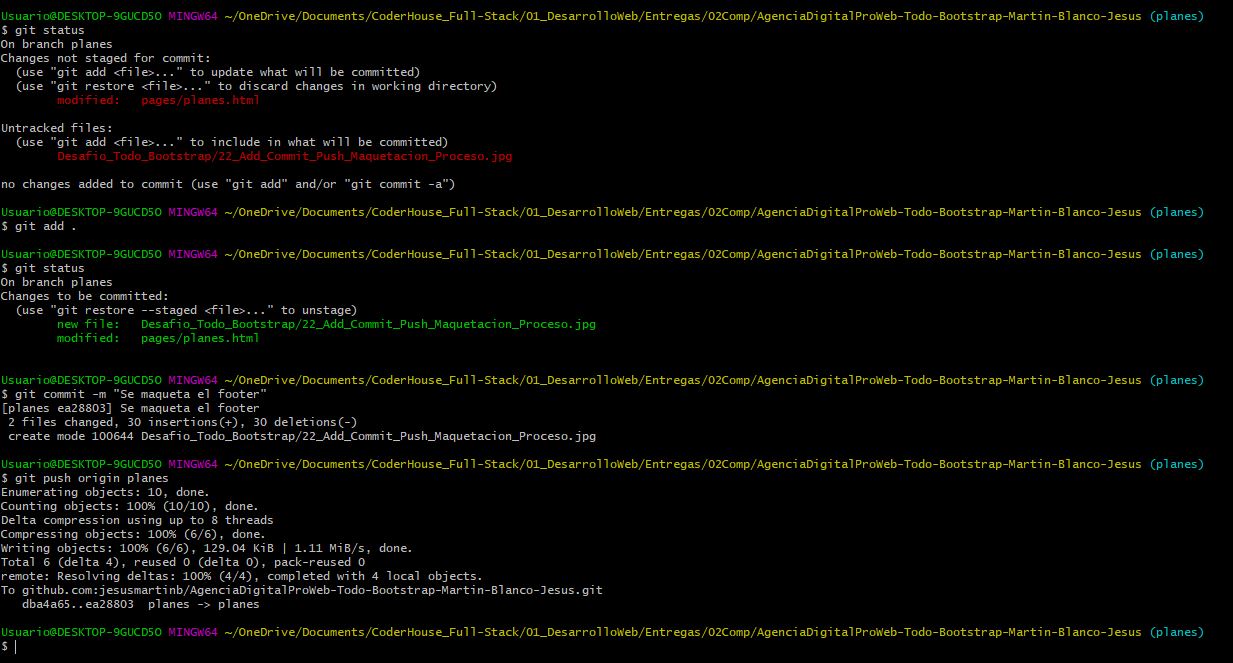 Usuario@DESKTOP-9GUCD5O MINGW64 ~/OneDrive/Documents/CoderHouse_Full-Stack/01_DesarrolloWeb/Entregas/02Comp/AgenciaDigitalProWeb-Todo-Bootstrap-Martin-Blanco-Jesus (planes)
$ git status
On branch planes
Changes not staged for commit:
  (use "git add <file>..." to update what will be committed)
  (use "git restore <file>..." to discard changes in working directory)
        modified:   pages/planes.html

Untracked files:
  (use "git add <file>..." to include in what will be committed)
        Desafio_Todo_Bootstrap/22_Add_Commit_Push_Maquetacion_Proceso.jpg

no changes added to commit (use "git add" and/or "git commit -a")

Usuario@DESKTOP-9GUCD5O MINGW64 ~/OneDrive/Documents/CoderHouse_Full-Stack/01_DesarrolloWeb/Entregas/02Comp/AgenciaDigitalProWeb-Todo-Bootstrap-Martin-Blanco-Jesus (planes)
$ git add .

Usuario@DESKTOP-9GUCD5O MINGW64 ~/OneDrive/Documents/CoderHouse_Full-Stack/01_DesarrolloWeb/Entregas/02Comp/AgenciaDigitalProWeb-Todo-Bootstrap-Martin-Blanco-Jesus (planes)
$ git status
On branch planes
Changes to be committed:
  (use "git restore --staged <file>..." to unstage)
        new file:   Desafio_Todo_Bootstrap/22_Add_Commit_Push_Maquetacion_Proceso.jpg
        modified:   pages/planes.html

Usuario@DESKTOP-9GUCD5O MINGW64 ~/OneDrive/Documents/CoderHouse_Full-Stack/01_DesarrolloWeb/Entregas/02Comp/AgenciaDigitalProWeb-Todo-Bootstrap-Martin-Blanco-Jesus (planes)
$ git commit -m "Se maqueta el footer"
[planes ea28803] Se maqueta el footer
 2 files changed, 30 insertions(+), 30 deletions(-)
 create mode 100644 Desafio_Todo_Bootstrap/22_Add_Commit_Push_Maquetacion_Proceso.jpg

Usuario@DESKTOP-9GUCD5O MINGW64 ~/OneDrive/Documents/CoderHouse_Full-Stack/01_DesarrolloWeb/Entregas/02Comp/AgenciaDigitalProWeb-Todo-Bootstrap-Martin-Blanco-Jesus (planes)
$ git push origin planes
Enumerating objects: 10, done.
Counting objects: 100% (10/10), done.
Delta compression using up to 8 threads
Compressing objects: 100% (6/6), done.
Writing objects: 100% (6/6), 129.04 KiB | 1.11 MiB/s, done.
Total 6 (delta 4), reused 0 (delta 0), pack-reused 0
remote: Resolving deltas: 100% (4/4), completed with 4 local objects.
To github.com:jesusmartinb/AgenciaDigitalProWeb-Todo-Bootstrap-Martin-Blanco-Jesus.git
   dba4a65..ea28803  planes -> planes

Usuario@DESKTOP-9GUCD5O MINGW64 ~/OneDrive/Documents/CoderHouse_Full-Stack/01_DesarrolloWeb/Entregas/02Comp/AgenciaDigitalProWeb-Todo-Bootstrap-Martin-Blanco-Jesus (planes)
$